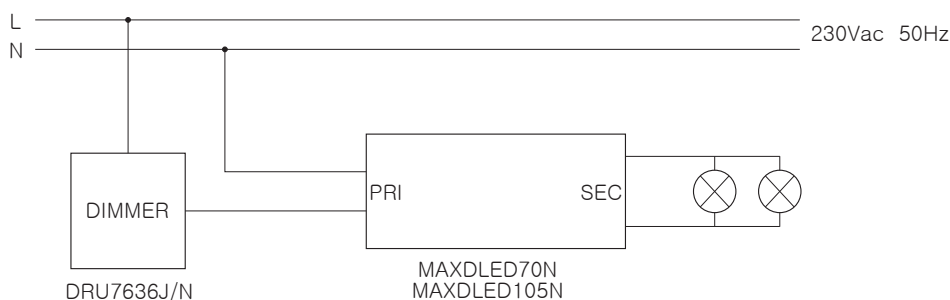 L
N
230Vac 50Hz
DIMMER
PRI
SEC
DRU7636J/N
MAXDLED70N
MAXDLED105N